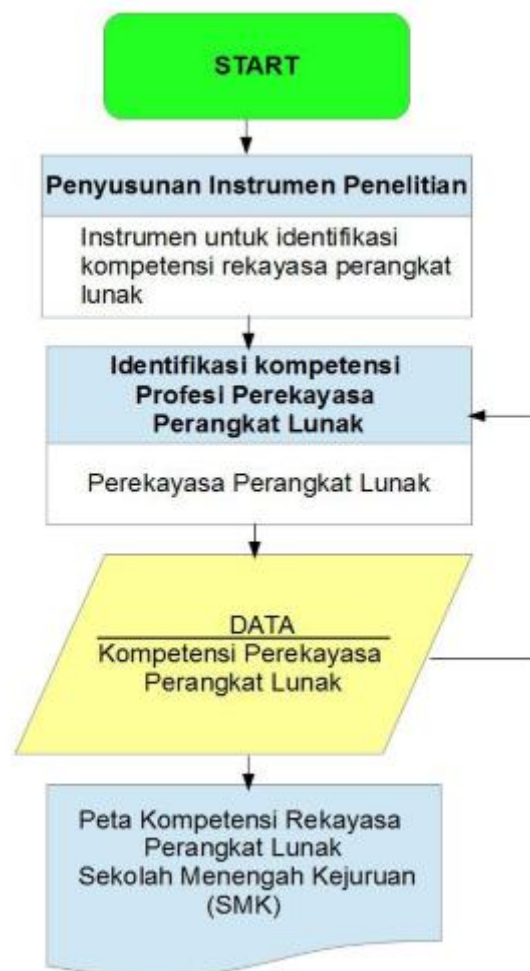 START
Penyusunan Instrumen Penelitian
Instrumen untuk identifikasi
kompetensi rekayasa perangkat
lunak
Identifikasi kompetensi
Profesi Perekayasa
Perangkat Lunak
Perekayasa Perangkat Lunak
DATA
Kompetensi Perekayasa
Perangkat Lunak
Peta Kompetensi Rekayasa
Perangkat Lunak
Sekolah Menengah Kejuruan
(SMK)